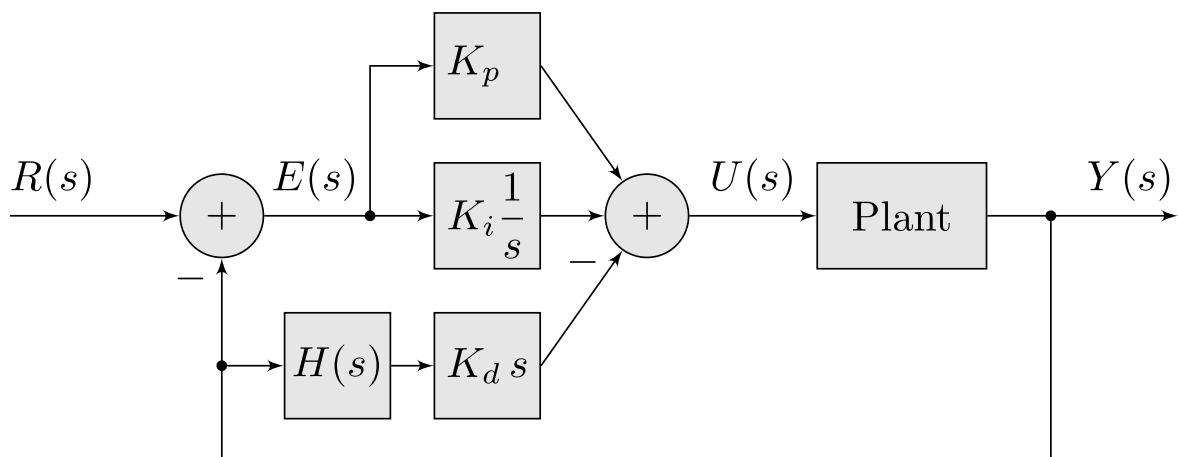 K_p
R(s)
+
E(s)
K_i 1/s
+
U(s)
Plant
Y(s)
−
−
H(s)
K_d s